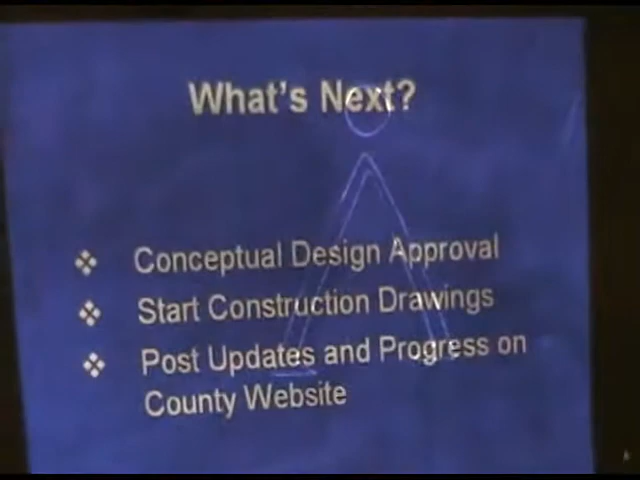 What's Next?
Conceptual Design Approval
Start Construction Drawings
Post Updates and Progress on
County Website